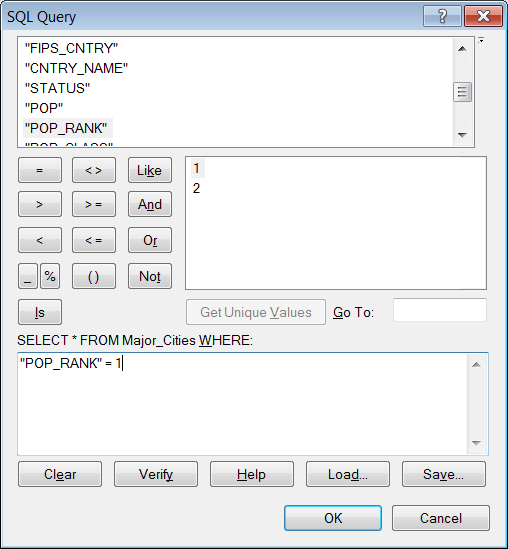 SQL Query
"FIPS_CNTRY"
"CNTRY_NAME"
"STATUS"
"POP"
"POP_RANK"
"POP_CLASS"
= < > Like
> > = And
< < = Or
_ % ( ) Not
Is
1
2
Get Unique Values Go To:
SELECT * FROM Major_Cities WHERE:
"POP_RANK" = 1
Clear Verify Help Load... Save...
OK Cancel